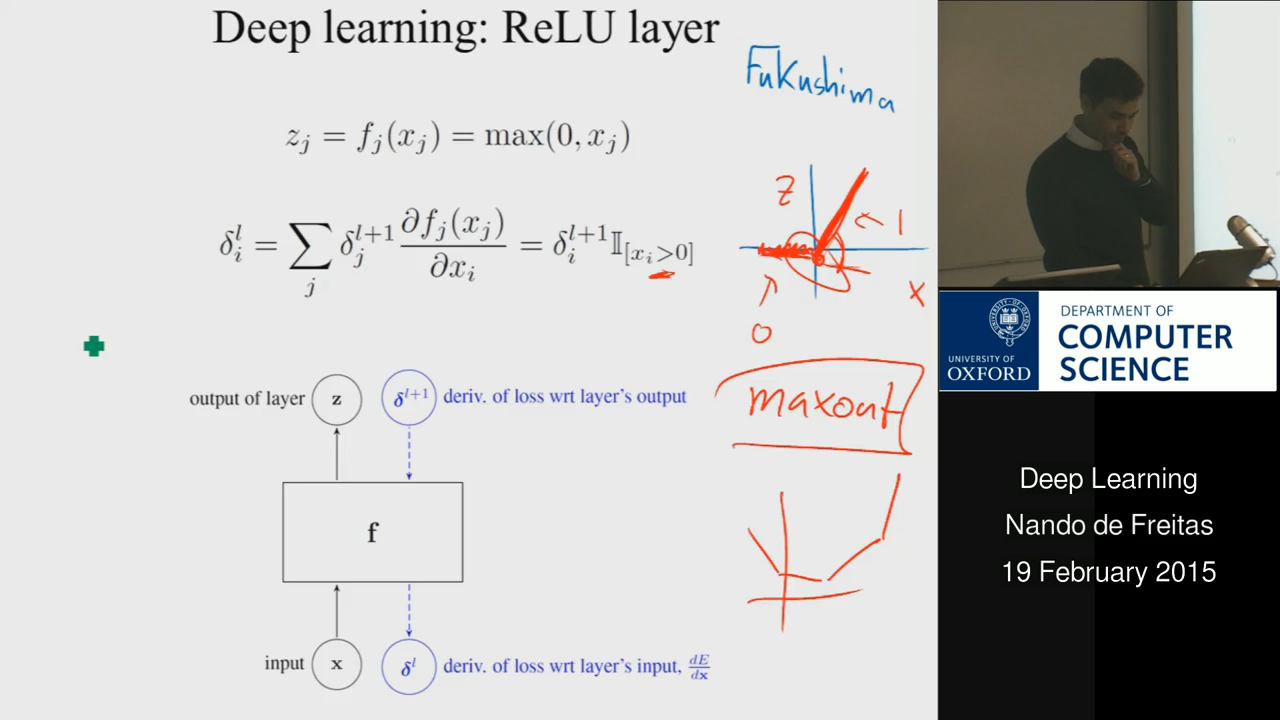 Deep learning: ReLU layer
Fukushima
z_j = f_j(x_j) = max(0, x_j)
δ_i^l = ∑_j δ_j^{l+1} ∂f_j(x_j)/∂x_i = δ_i^{l+1} 𝕀_{[x_i>0]}
z
1
x
0
maxout
output of layer z δ^{l+1} deriv. of loss wrt layer's output
f
input x δ^l deriv. of loss wrt layer's input, dE/dx
UNIVERSITY OF
OXFORD
DEPARTMENT OF
COMPUTER
SCIENCE
Deep Learning
Nando de Freitas
19 February 2015